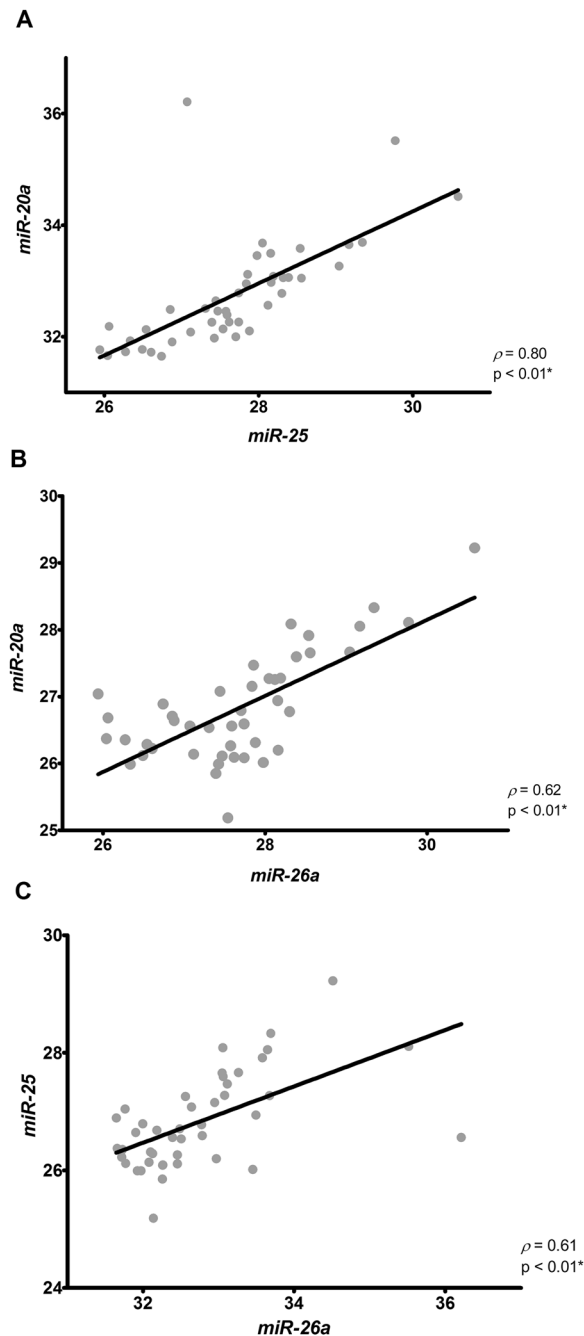 A
36
34
32
miR-20a
26 28 30
miR-25
ρ = 0.80
p < 0.01*
B
30
29
28
27
26
25
miR-20a
26 28 30
miR-26a
ρ = 0.62
p < 0.01*
C
30
28
26
24
miR-25
32 34 36
miR-26a
ρ = 0.61
p < 0.01*